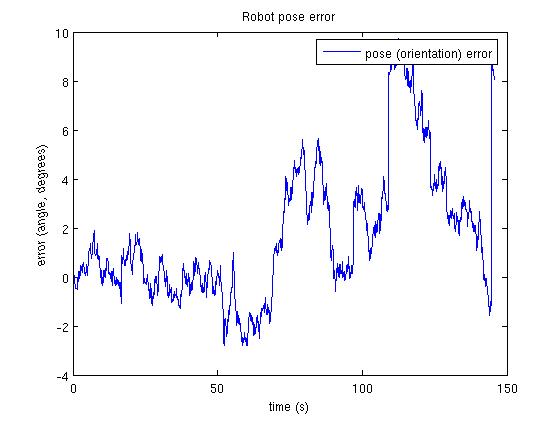 Robot pose error
pose (orientation) error
10
8
6
4
2
0
-2
-4
error (angle, degrees)
0 50 100 150
time (s)